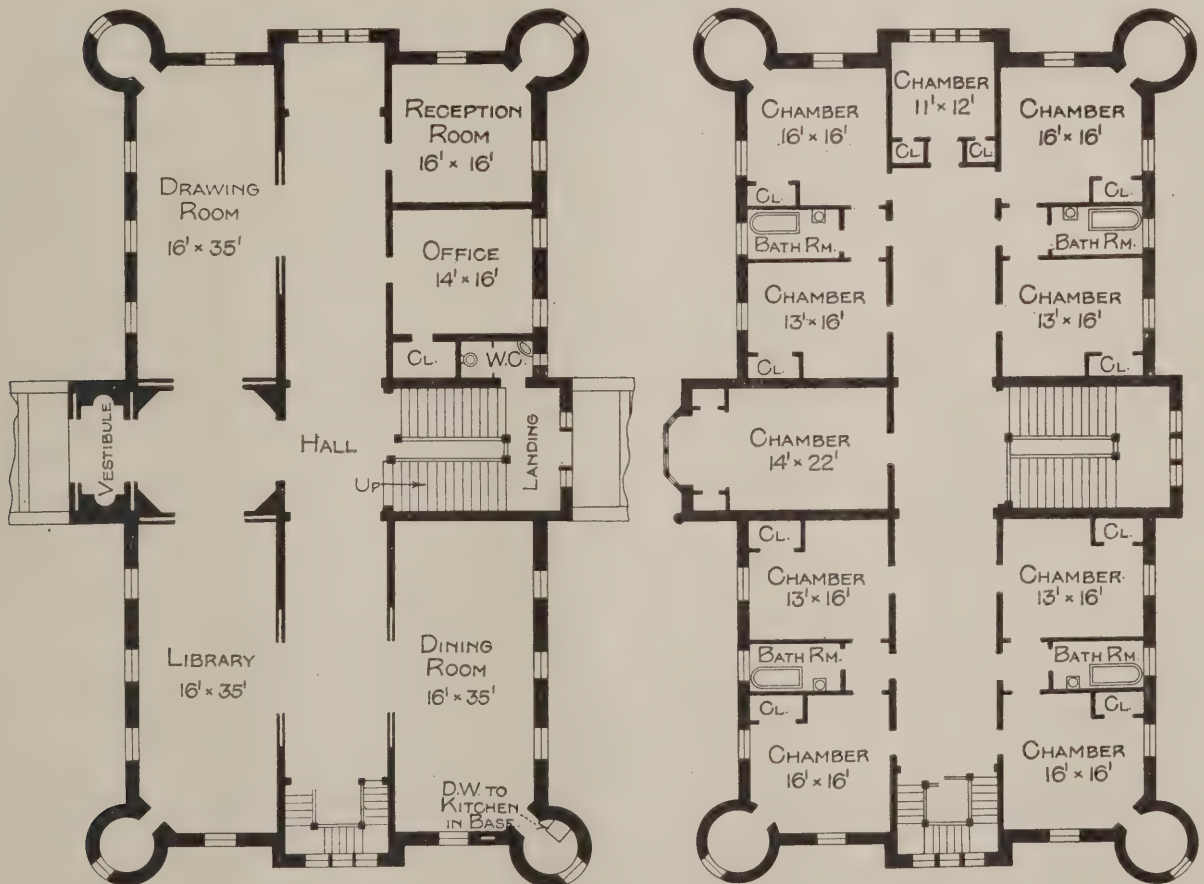 RECEPTION
ROOM
16' × 16'
DRAWING
ROOM
16' × 35'
OFFICE
14' × 16'
CL.
W.C.
VESTIBULE
HALL
LANDING
UP
LIBRARY
16' × 35'
DINING
ROOM
16' × 35'
D.W. TO
KITCHEN
IN BASE.
CHAMBER
11' × 12'
CHAMBER
16' × 16'
CHAMBER
16' × 16'
CL.
CL.
CL.
CL.
BATH RM.
BATH RM.
CHAMBER
13' × 16'
CHAMBER
13' × 16'
CL.
CL.
CHAMBER
14' × 22'
CL.
CL.
CHAMBER
13' × 16'
CHAMBER.
13' × 16'
BATH RM.
BATH RM.
CL.
CL.
CHAMBER
16' × 16'
CHAMBER
16' × 16'